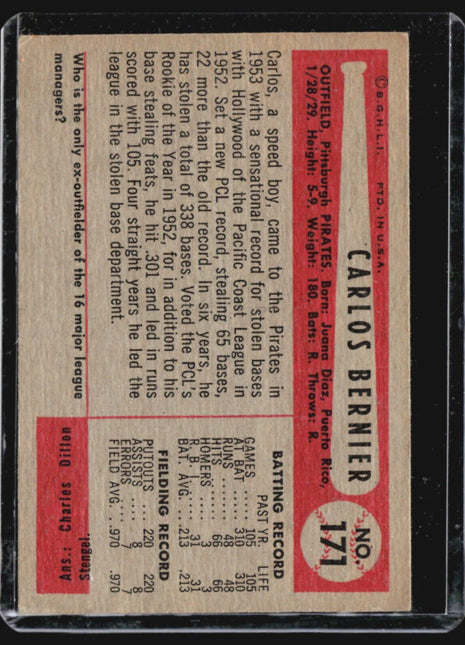 ©B.G.H.L.I. PTD. IN U.S.A.
CARLOS BERNIER
NO.
171
OUTFIELD, Pittsburgh PIRATES. Born: Juana Diaz, Puerto Rico,
1/28/29. Height: 5-9. Weight: 180. Bats: R. Throws: R.
Carlos, a speed boy, came to the Pirates in
1953 with a sensational record for stolen bases
with Hollywood of the Pacific Coast League in
1952. Set a new PCL record, stealing 65 bases,
22 more than the old record. In six years, he
has stolen a total of 338 bases. Voted the PCL's
Rookie of the Year in 1952, for in addition to his
base stealing feats, he hit .301 and led in runs
scored with 105. Four straight years he led the
league in the stolen base department.
BATTING RECORD
PAST YR. LIFE
GAMES 105 105
AT BAT 310 310
RUNS 48 48
HITS 66 66
HOMERS 3 3
R. B. I. 31 31
BAT. AVG. .213 .213
FIELDING RECORD
PUTOUTS 220 220
ASSISTS 8 8
ERRORS 7 7
FIELD AVG. .970 .970
Who is the only ex-outfielder of the 16 major league
managers?
Ans: Charles Dillon
Stengel.